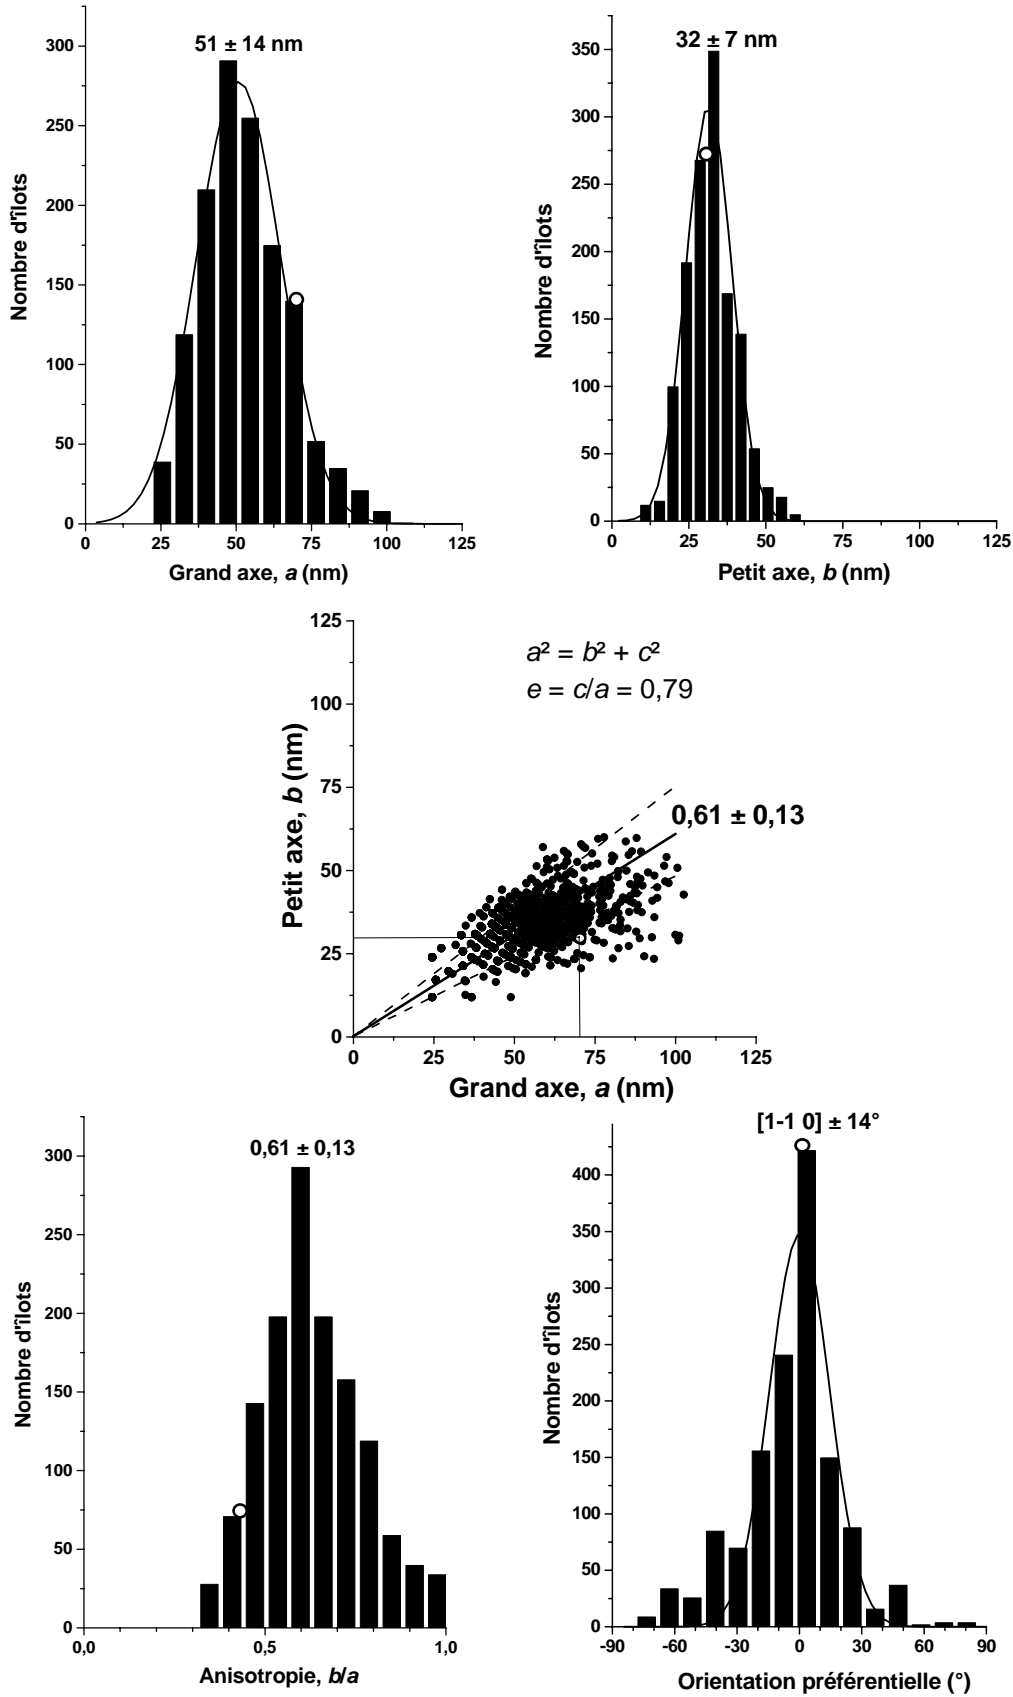 51 ± 14 nm
300
250
200
150
100
50
0
0 25 50 75 100 125
Nombre d'îlots
Grand axe, a (nm)
32 ± 7 nm
350
300
250
200
150
100
50
0
0 25 50 75 100 125
Nombre d'îlots
Petit axe, b (nm)
a² = b² + c²
e = c/a = 0,79
0,61 ± 0,13
125
100
75
50
25
0
0 25 50 75 100 125
Petit axe, b (nm)
Grand axe, a (nm)
0,61 ± 0,13
300
250
200
150
100
50
0
0,0 0,5 1,0
Nombre d'îlots
Anisotropie, b/a
[1-1 0] ± 14°
400
350
300
250
200
150
100
50
0
-90 -60 -30 0 30 60 90
Nombre d'îlots
Orientation préférentielle (°)